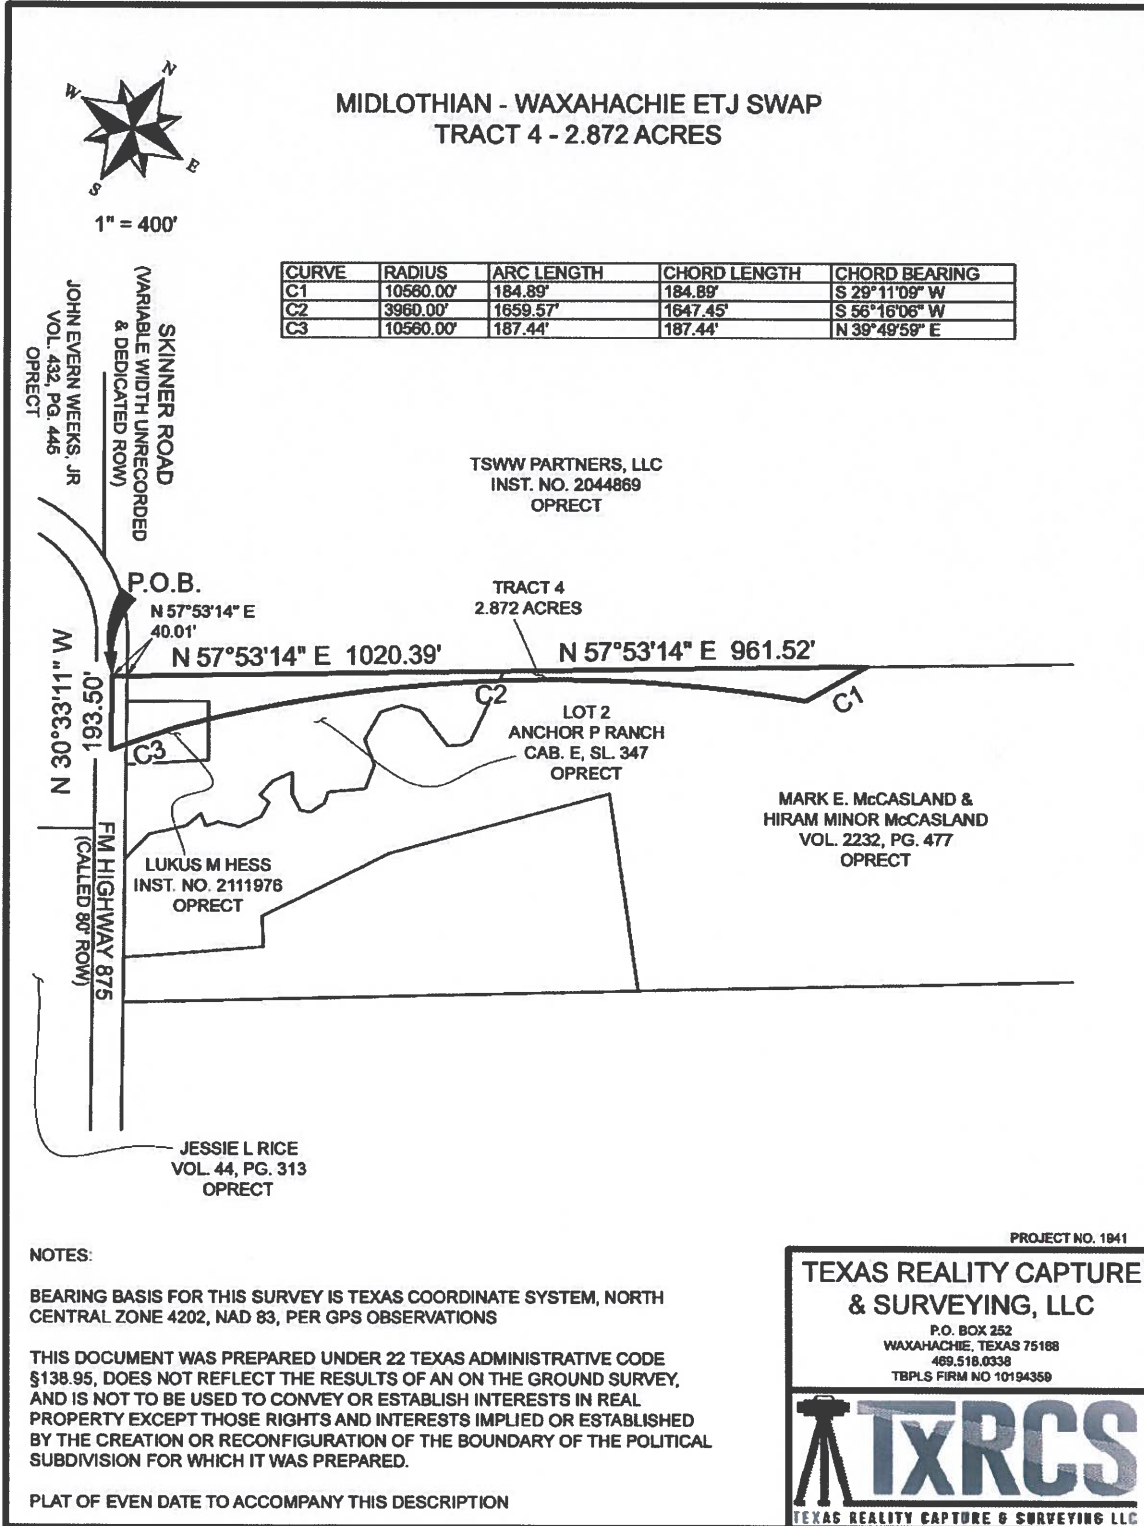 MIDLOTHIAN - WAXAHACHIE ETJ SWAP
TRACT 4 - 2.872 ACRES
N
W
E
S
1" = 400'
CURVE RADIUS ARC LENGTH CHORD LENGTH CHORD BEARING
C1 10560.00' 184.89' 184.89' S 29°11'09" W
C2 3960.00' 1659.57' 1647.45' S 56°16'06" W
C3 10560.00' 187.44' 187.44' N 39°49'59" E
SKINNER ROAD
(VARIABLE WIDTH UNRECORDED
& DEDICATED ROW)
JOHN EVERN WEEKS, JR
VOL. 432, PG. 445
OPRECT
TSWW PARTNERS, LLC
INST. NO. 2044869
OPRECT
P.O.B.
N 57°53'14" E
40.01'
TRACT 4
2.872 ACRES
N 57°53'14" E 1020.39'
N 57°53'14" E 961.52'
N 30°33'11" W
193.50'
C1
C2
C3
LOT 2
ANCHOR P RANCH
CAB. E, SL. 347
OPRECT
MARK E. McCASLAND &
HIRAM MINOR McCASLAND
VOL. 2232, PG. 477
OPRECT
LUKUS M HESS
INST. NO. 2111976
OPRECT
FM HIGHWAY 875
(CALLED 80' ROW)
JESSIE L RICE
VOL. 44, PG. 313
OPRECT
NOTES:
BEARING BASIS FOR THIS SURVEY IS TEXAS COORDINATE SYSTEM, NORTH
CENTRAL ZONE 4202, NAD 83, PER GPS OBSERVATIONS
THIS DOCUMENT WAS PREPARED UNDER 22 TEXAS ADMINISTRATIVE CODE
§138.95, DOES NOT REFLECT THE RESULTS OF AN ON THE GROUND SURVEY,
AND IS NOT TO BE USED TO CONVEY OR ESTABLISH INTERESTS IN REAL
PROPERTY EXCEPT THOSE RIGHTS AND INTERESTS IMPLIED OR ESTABLISHED
BY THE CREATION OR RECONFIGURATION OF THE BOUNDARY OF THE POLITICAL
SUBDIVISION FOR WHICH IT WAS PREPARED.
PLAT OF EVEN DATE TO ACCOMPANY THIS DESCRIPTION
PROJECT NO. 1941
TEXAS REALITY CAPTURE
& SURVEYING, LLC
P.O. BOX 252
WAXAHACHIE, TEXAS 75168
469.518.0338
TBPLS FIRM NO 10194359
TxRCS
TEXAS REALITY CAPTURE & SURVEYING LLC